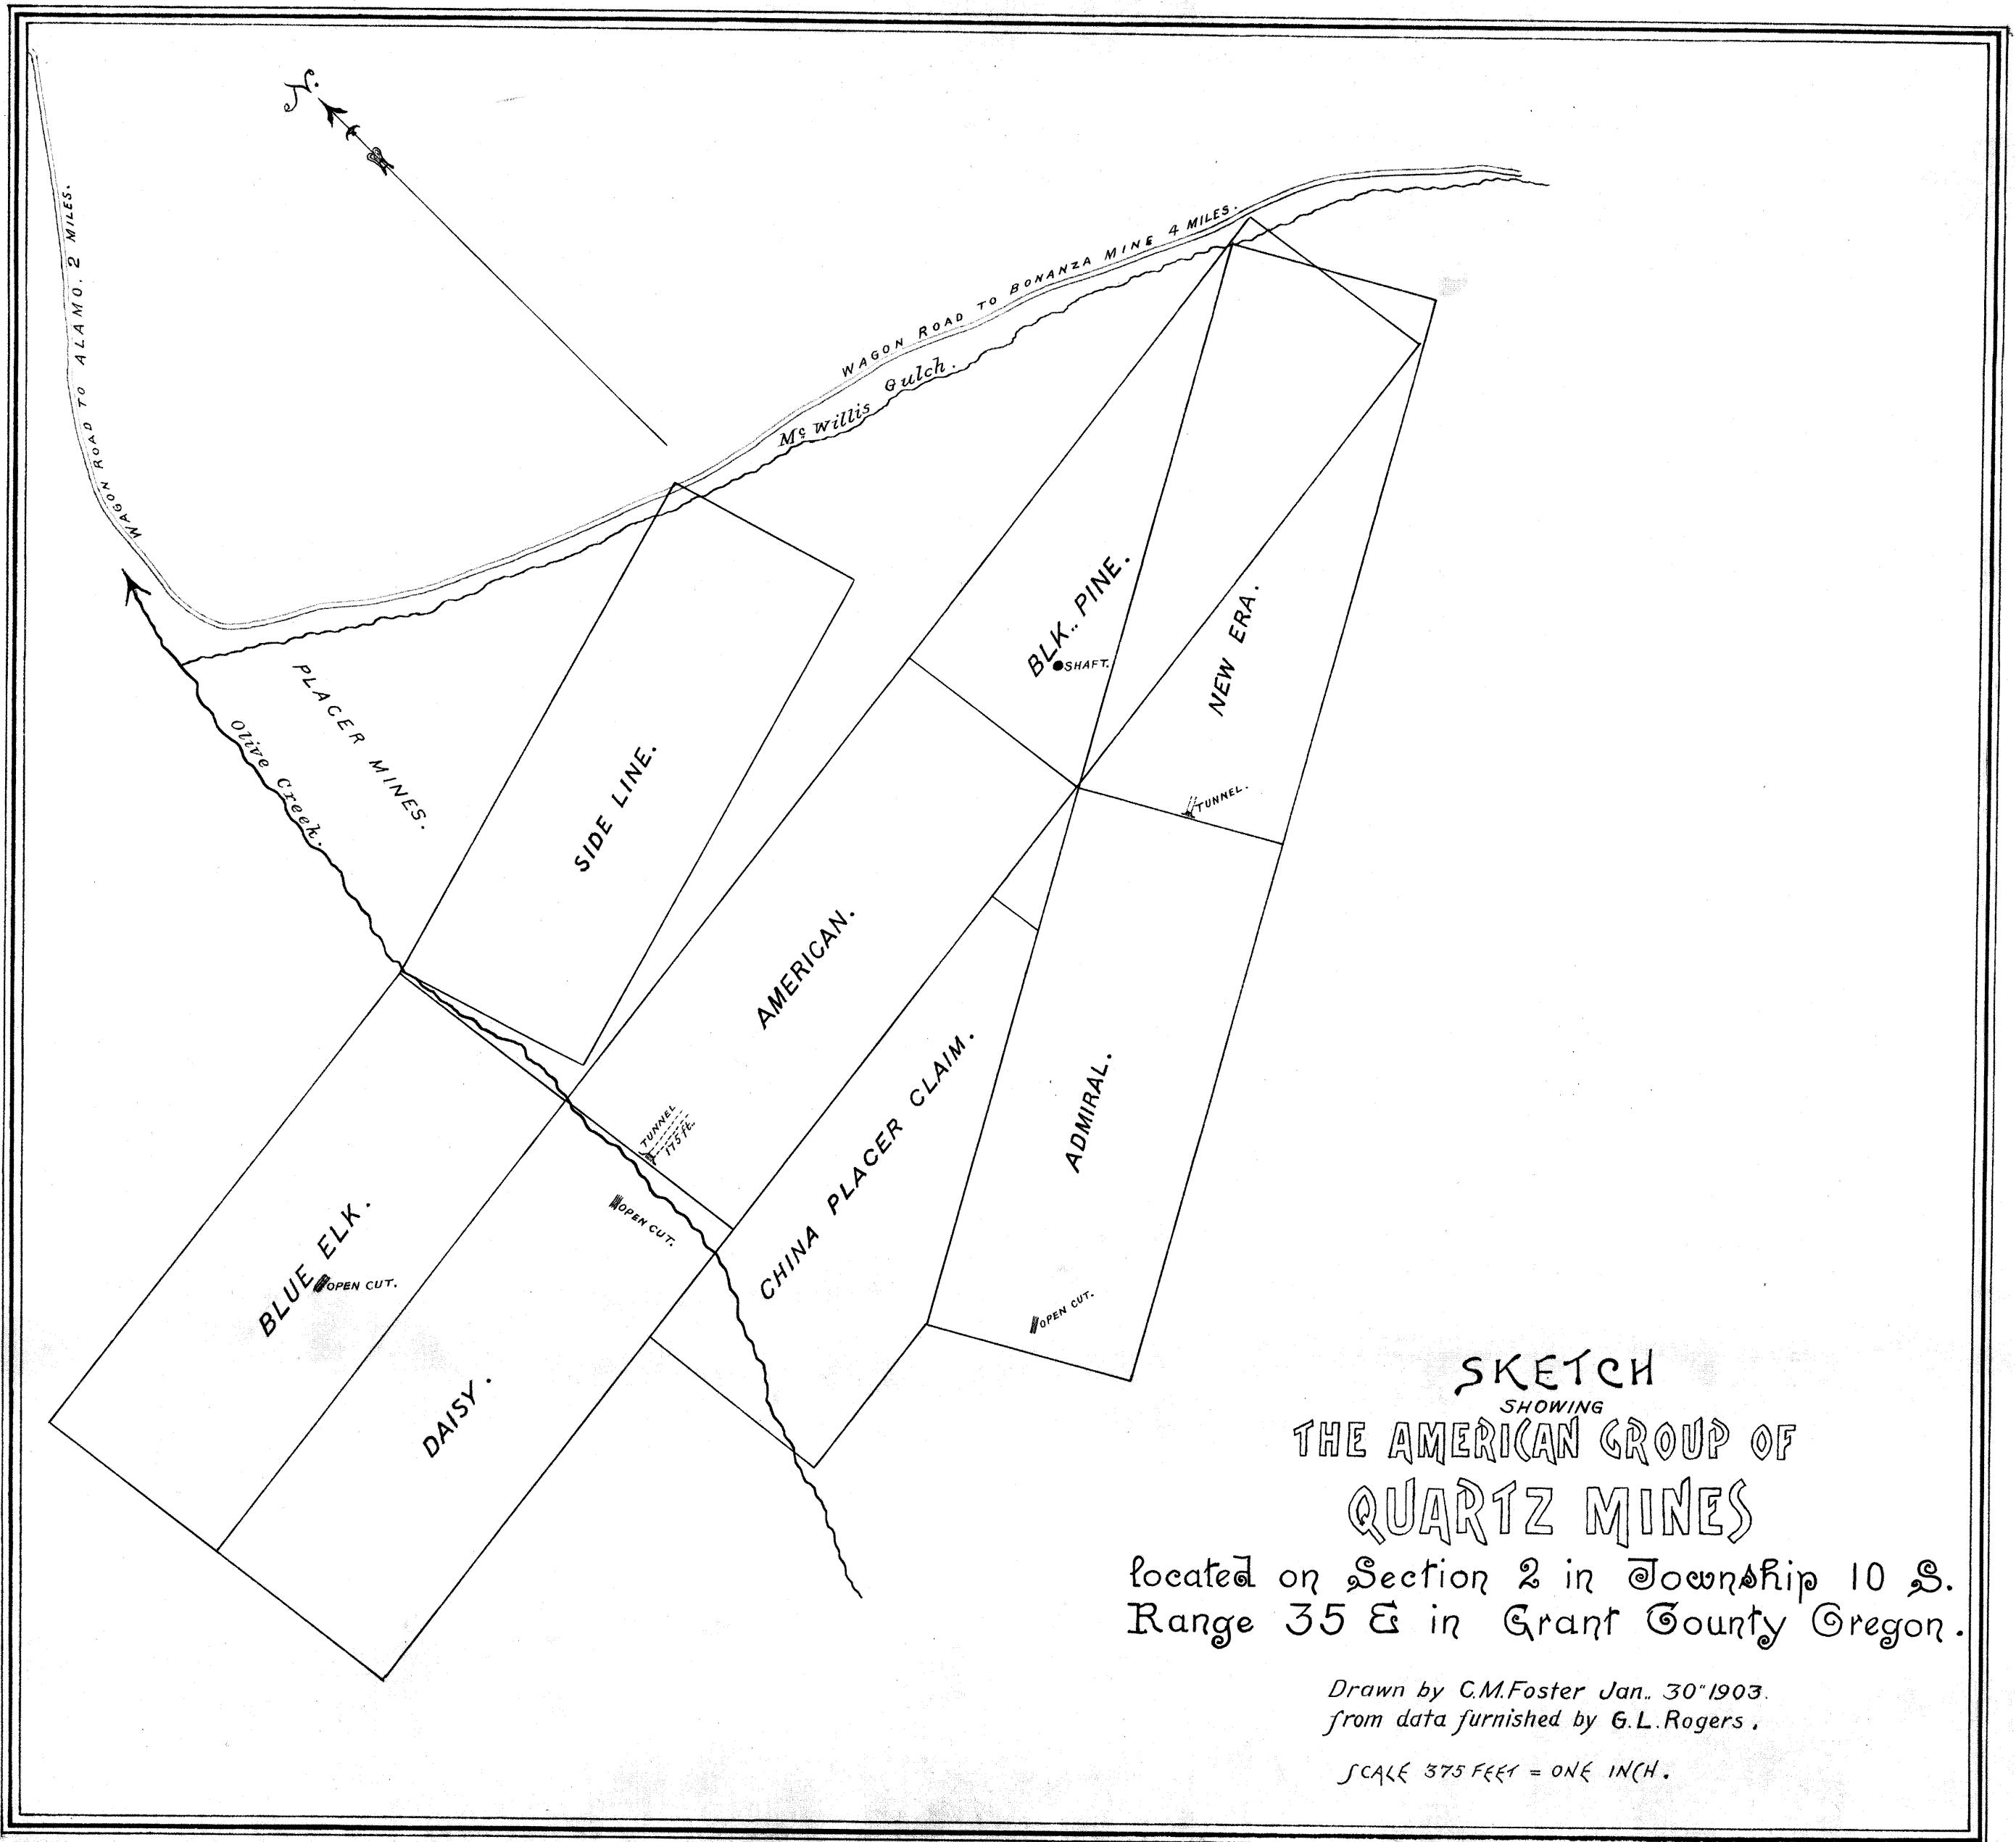 N.
WAGON ROAD TO ALAMO. 2 MILES.
WAGON ROAD TO BONANZA MINE 4 MILES.
Mc Willis Gulch.
PLACER MINES.
Olive Creek.
SIDE LINE.
BLK.. PINE.
SHAFT.
NEW ERA.
TUNNEL.
AMERICAN.
TUNNEL
175 ft..
OPEN CUT.
CHINA PLACER CLAIM.
ADMIRAL.
OPEN CUT.
BLUE ELK.
OPEN CUT.
DAISY.
SKETCH
SHOWING
THE AMERICAN GROUP OF
QUARTZ MINES
located on Section 2 in Township 10 S.
Range 35 E in Grant County Oregon.
Drawn by C.M.Foster Jan.. 30" 1903.
from data furnished by G.L.Rogers.
SCALE 375 FEET = ONE INCH.